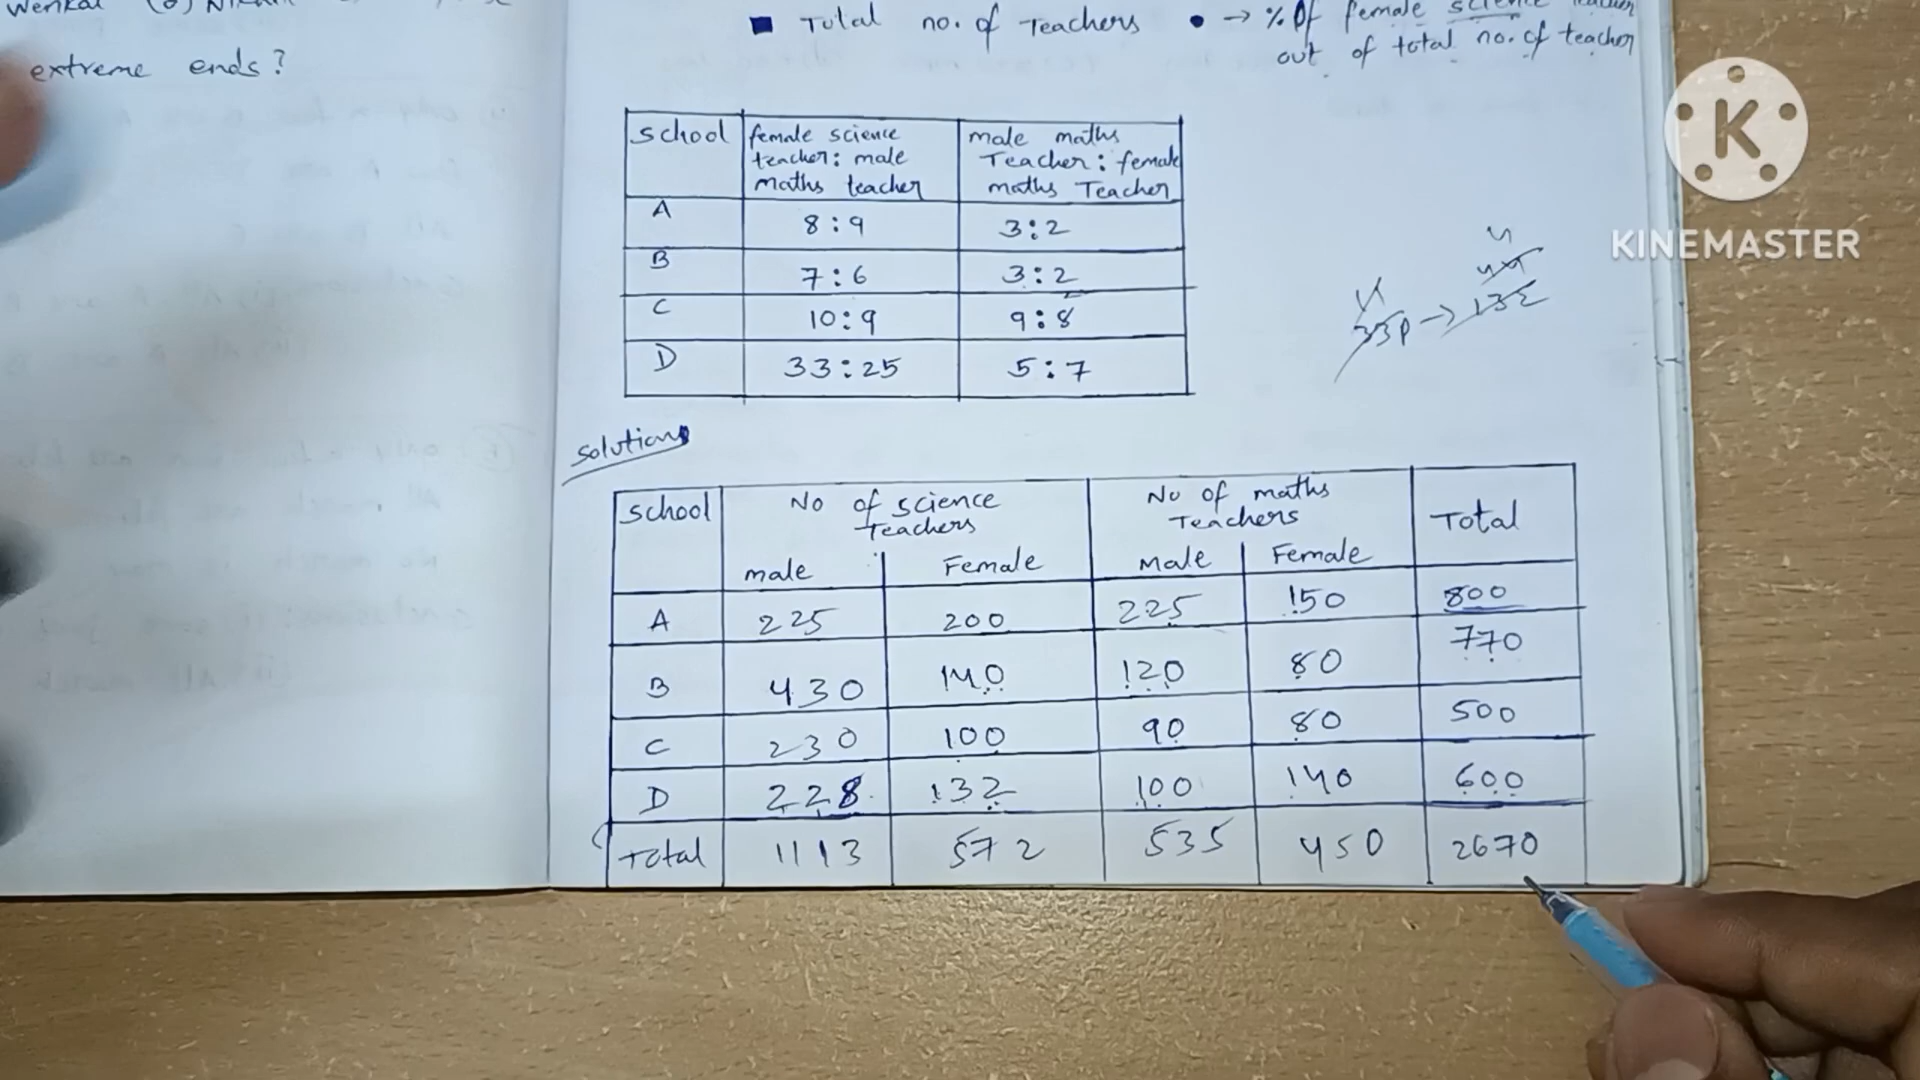 extreme ends?
■ Total no. of Teachers • → % of female science teacher
out of total no. of teacher
K
KINEMASTER
School | female science teacher: male maths teacher | male maths Teacher: female maths Teacher
A 8:9 3:2
B 7:6 3:2
C 10:9 9:8
D 33:25 5:7
33P → 132
Solutions
School | No of science Teachers | No of maths Teachers | Total
male Female Male Female
A 225 200 225 150 800
B 430 140 120 80 770
C 230 100 90 80 500
D 228 132 100 140 600
Total 1113 572 535 450 2670